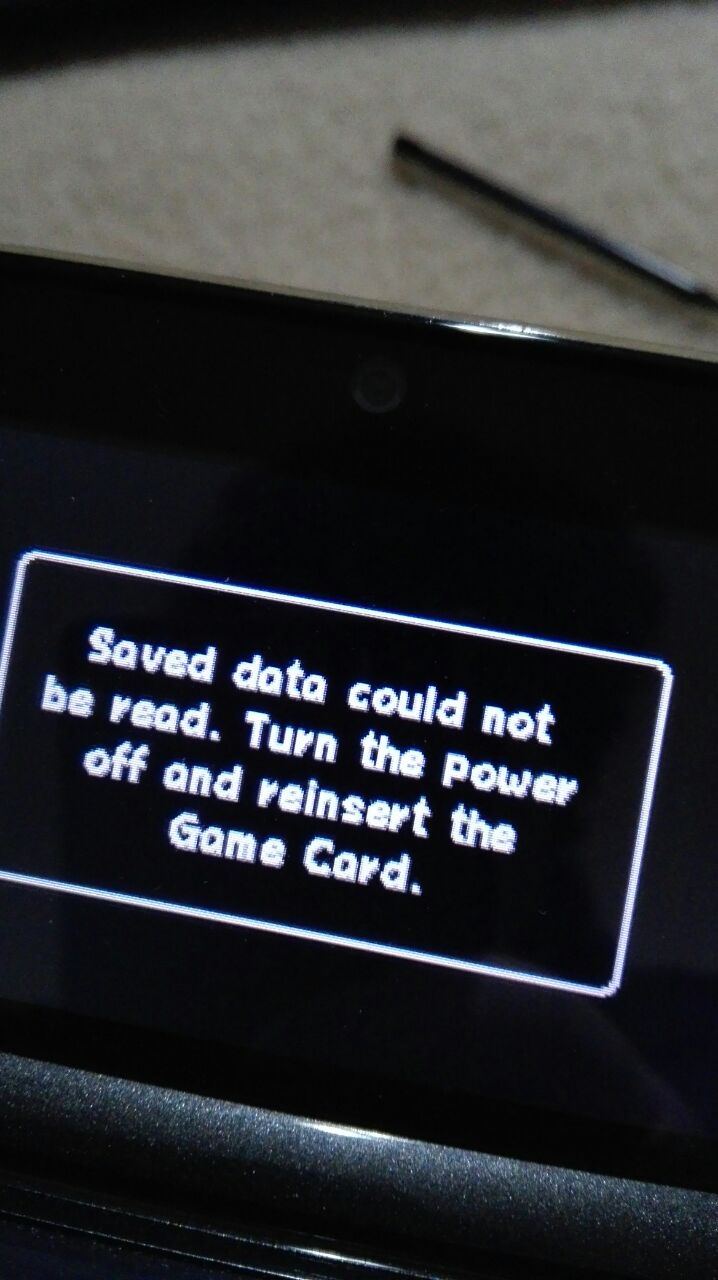 Saved data could not
be read. Turn the power
off and reinsert the
Game Card.